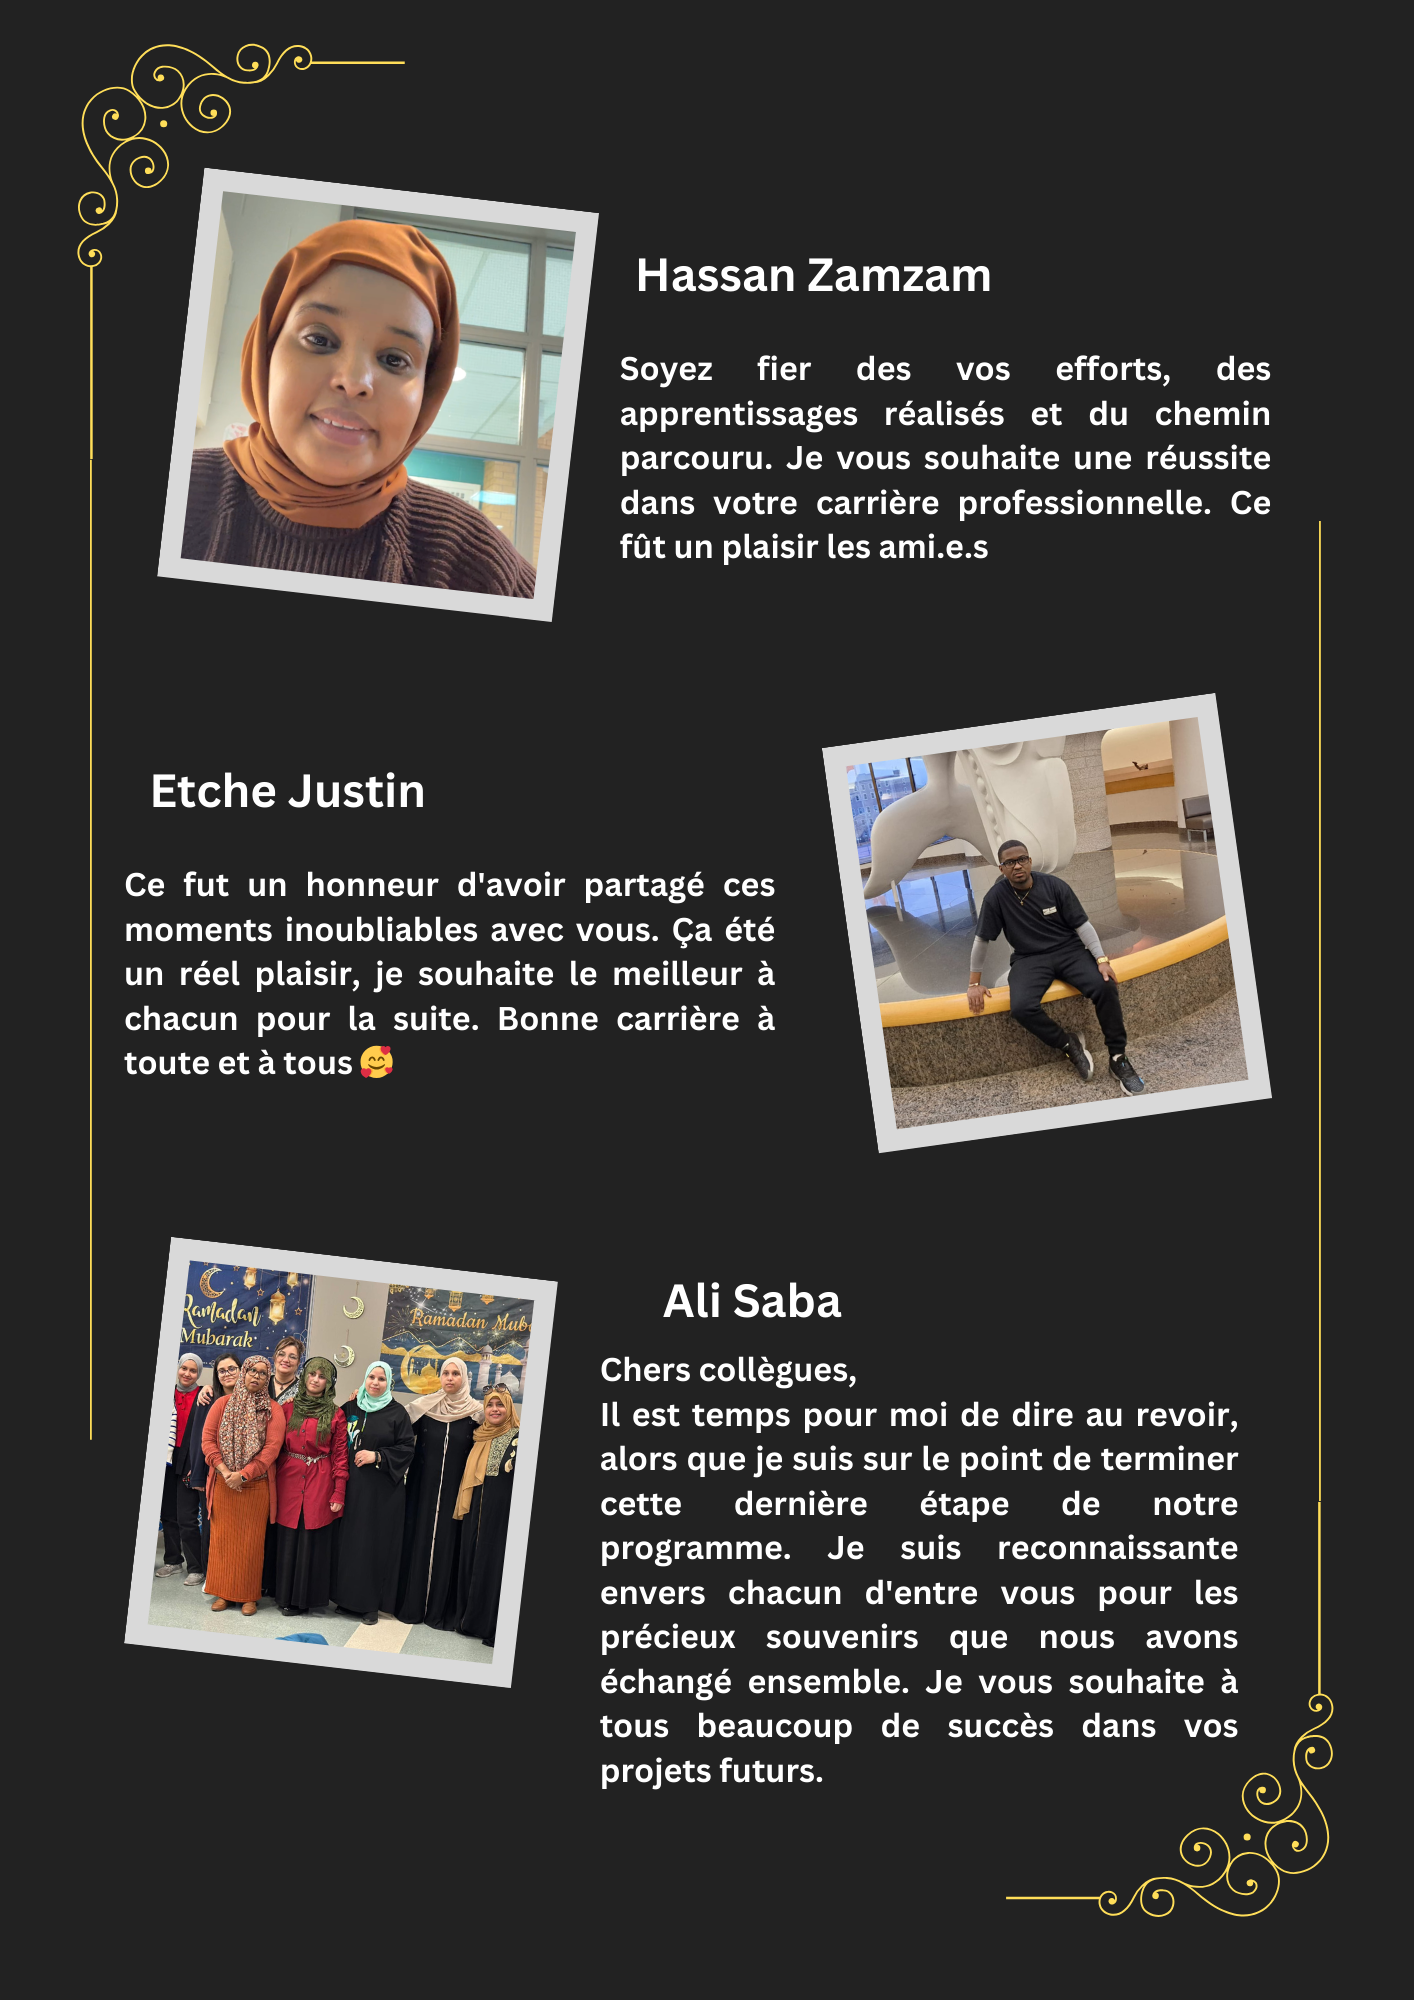 Hassan Zamzam
Soyez fier des vos efforts, des
apprentissages réalisés et du chemin
parcouru. Je vous souhaite une réussite
dans votre carrière professionnelle. Ce
fût un plaisir les ami.e.s
Etche Justin
Ce fut un honneur d'avoir partagé ces
moments inoubliables avec vous. Ça été
un réel plaisir, je souhaite le meilleur à
chacun pour la suite. Bonne carrière à
toute et à tous 🥰
Ramadan
Mubarak
Ramadan Mub
Ali Saba
Chers collègues,
Il est temps pour moi de dire au revoir,
alors que je suis sur le point de terminer
cette dernière étape de notre
programme. Je suis reconnaissante
envers chacun d'entre vous pour les
précieux souvenirs que nous avons
échangé ensemble. Je vous souhaite à
tous beaucoup de succès dans vos
projets futurs.